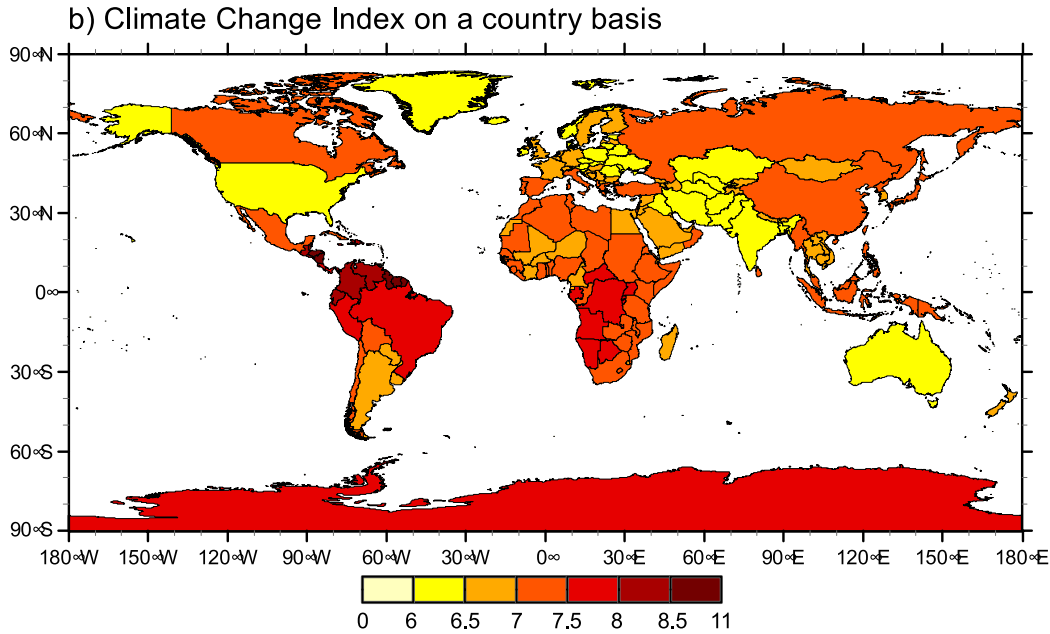 b) Climate Change Index on a country basis
90∞N
60∞N
30∞N
0∞
30∞S
60∞S
90∞S
180∞W 150∞W 120∞W 90∞W 60∞W 30∞W 0∞ 30∞E 60∞E 90∞E 120∞E 150∞E 180∞E
0 6 6.5 7 7.5 8 8.5 11